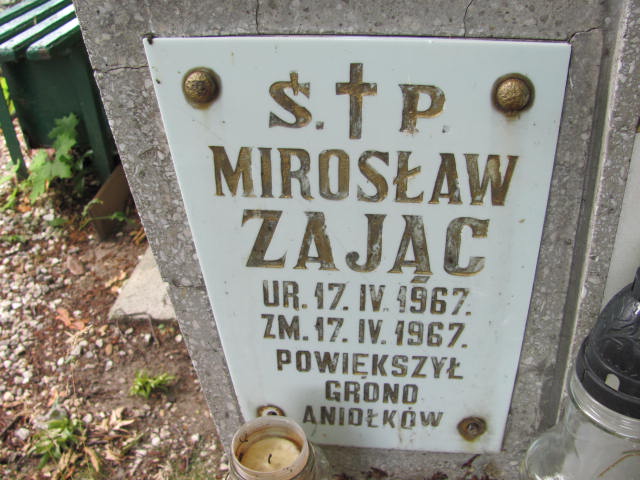 Ś. † P.
MIROSŁAW
ZAJĄC
UR. 17. IV. 1967.
ZM. 17. IV. 1967.
POWIĘKSZYŁ
GRONO
ANIOŁKÓW